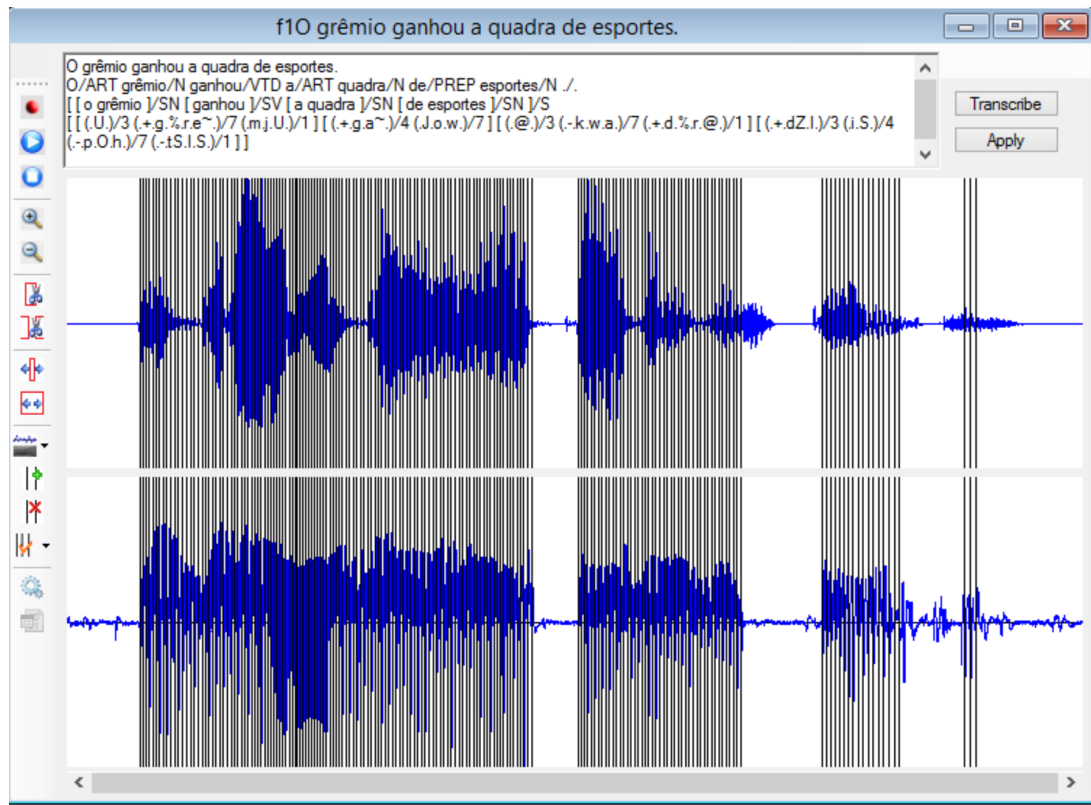 f1O grêmio ganhou a quadra de esportes.
O grêmio ganhou a quadra de esportes.
O/ART grêmio/N ganhou/VTD a/ART quadra/N de/PREP esportes/N ./.
[ [ o grêmio ]/SN [ ganhou ]/SV [ a quadra ]/SN [ de esportes ]/SN ]/S
[ [ (.U.)/3 (.+.g.%.r.e~.)/7 (.m.j.U.)/1 ] [ (.+.g.a~.)/4 (.J.o.w.)/7 ] [ (.@.)/3 (.-.k.w.a.)/7 (.+.d.%.r.@.)/1 ] [ (.+.dZ.I.)/3 (.i.S.)/4
(.-.p.O.h.)/7 (.-.tS.I.S.)/1 ] ]
Transcribe
Apply